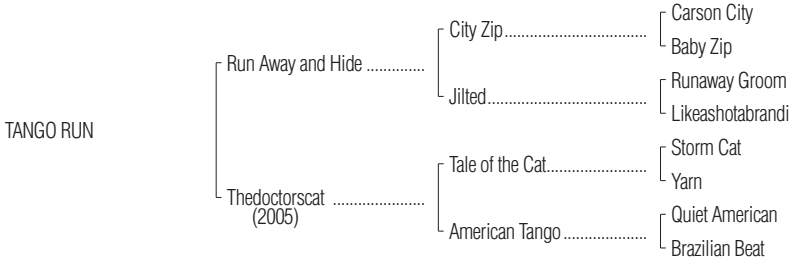 Carson City
City Zip
Baby Zip
Run Away and Hide
Runaway Groom
Jilted
Likeashotabrandi
TANGO RUN
Storm Cat
Tale of the Cat
Yarn
Thedoctorscat
(2005)
Quiet American
American Tango
Brazilian Beat